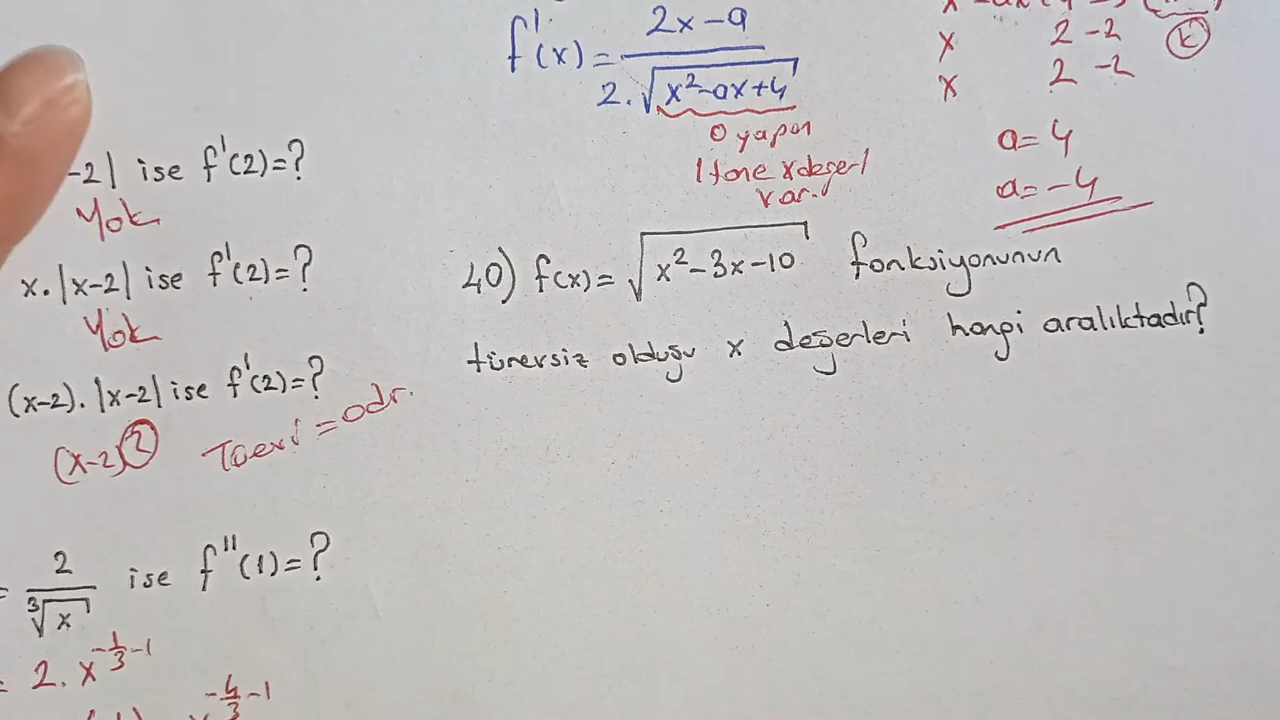 -2| ise f'(2)=?
Yok
x.|x-2| ise f'(2)=?
Yok
(x-2).|x-2| ise f'(2)=?
(x-2)②
= 0dır.
= 2/∛x ise f''(1)=?
= 2.x^(-1/3-1)
-4/3-1
f'(x)= (2x-a)/(2.√(x²-ax+4))
0 yapan
1 tane x değeri
var.
x 2 -2
x 2 -2
a=4
a=-4
40) f(x)=√(x²-3x-10) fonksiyonunun
türevsiz olduğu x değerleri hangi aralıktadır?